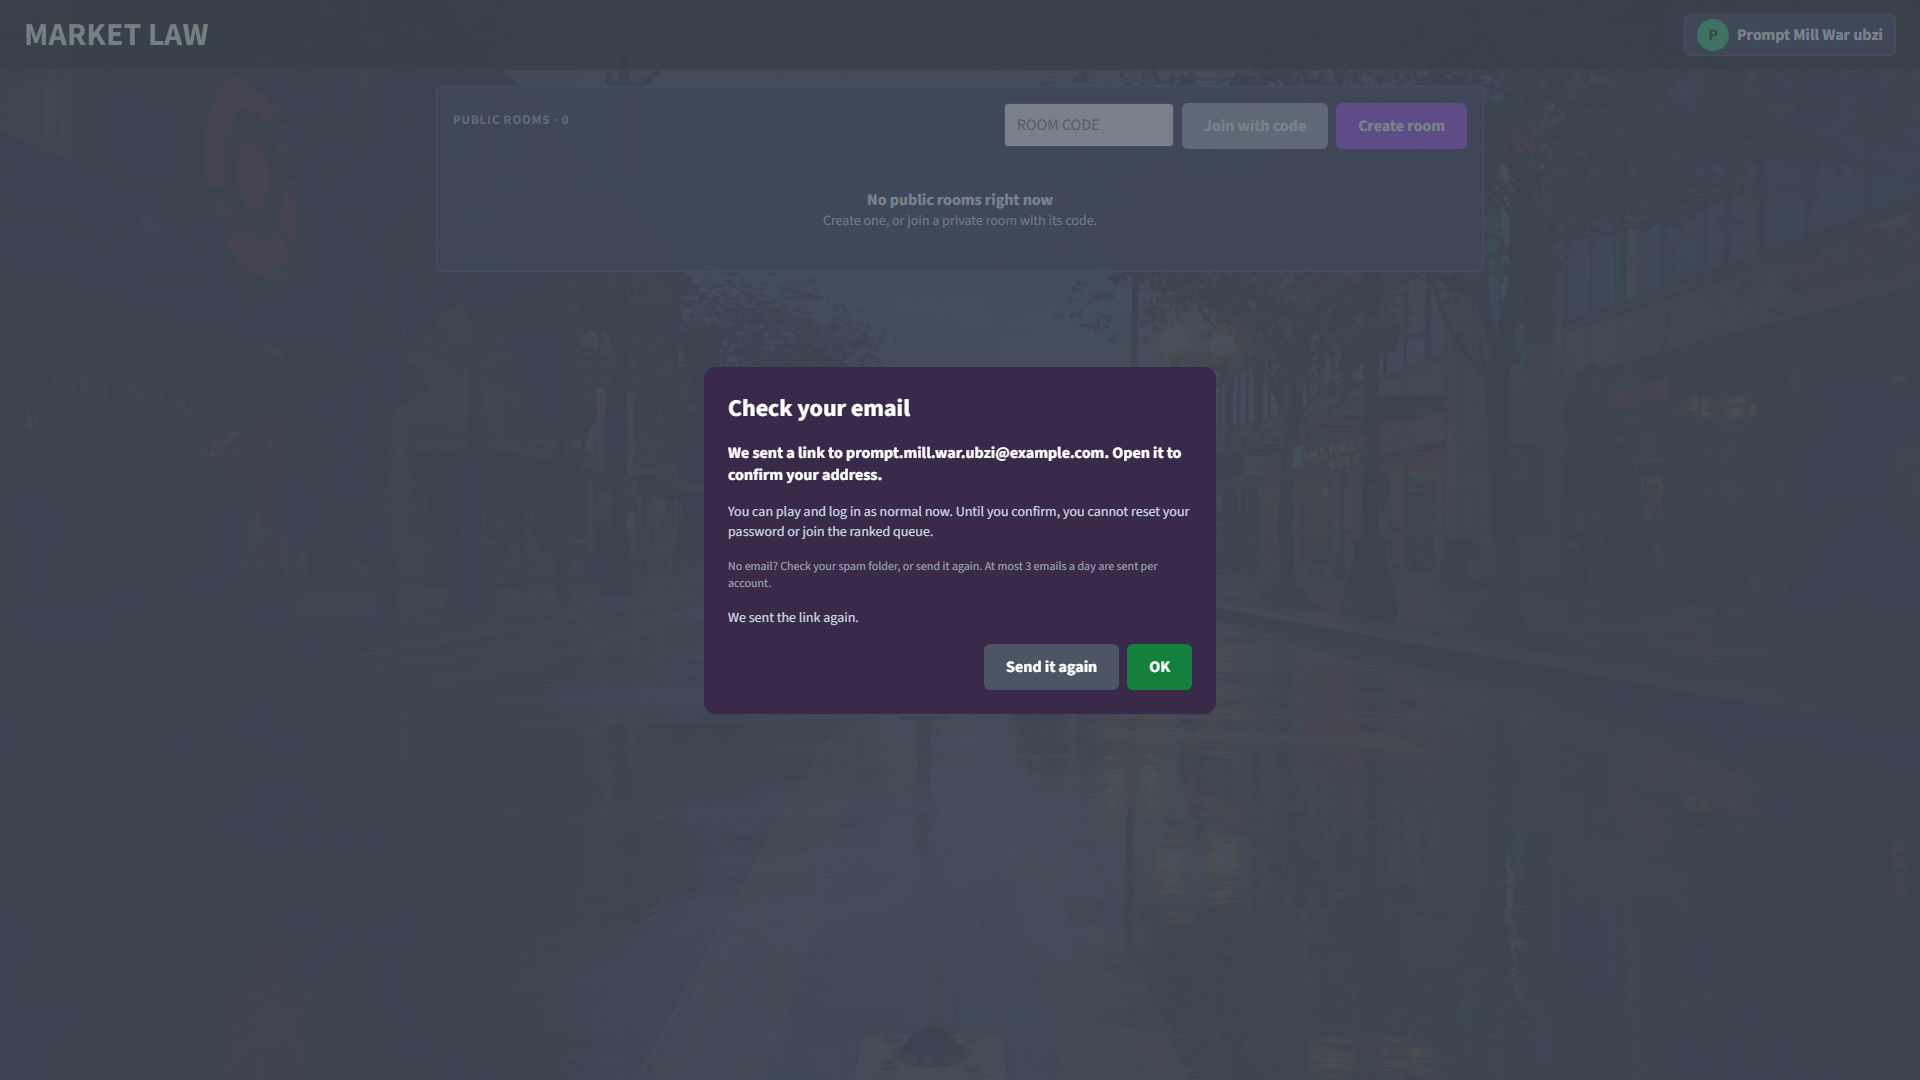 MARKET LAW
P Prompt Mill War ubzi
PUBLIC ROOMS · 0
ROOM CODE
Join with code
Create room
No public rooms right now
Create one, or join a private room with its code.
order pickup
SNEAKER
CITY
Check your email
We sent a link to prompt.mill.war.ubzi@example.com. Open it to
confirm your address.
You can play and log in as normal now. Until you confirm, you cannot reset your
password or join the ranked queue.
No email? Check your spam folder, or send it again. At most 3 emails a day are sent per
account.
We sent the link again.
Send it again
OK